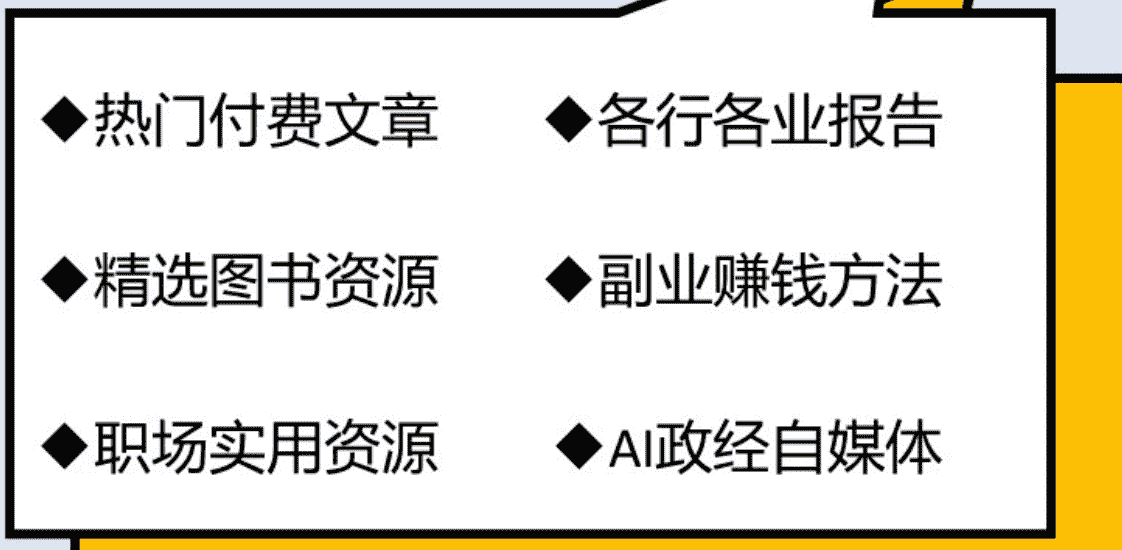 ◆热门付费文章 ◆各行各业报告
◆精选图书资源 ◆副业赚钱方法
◆职场实用资源 ◆AI政经自媒体